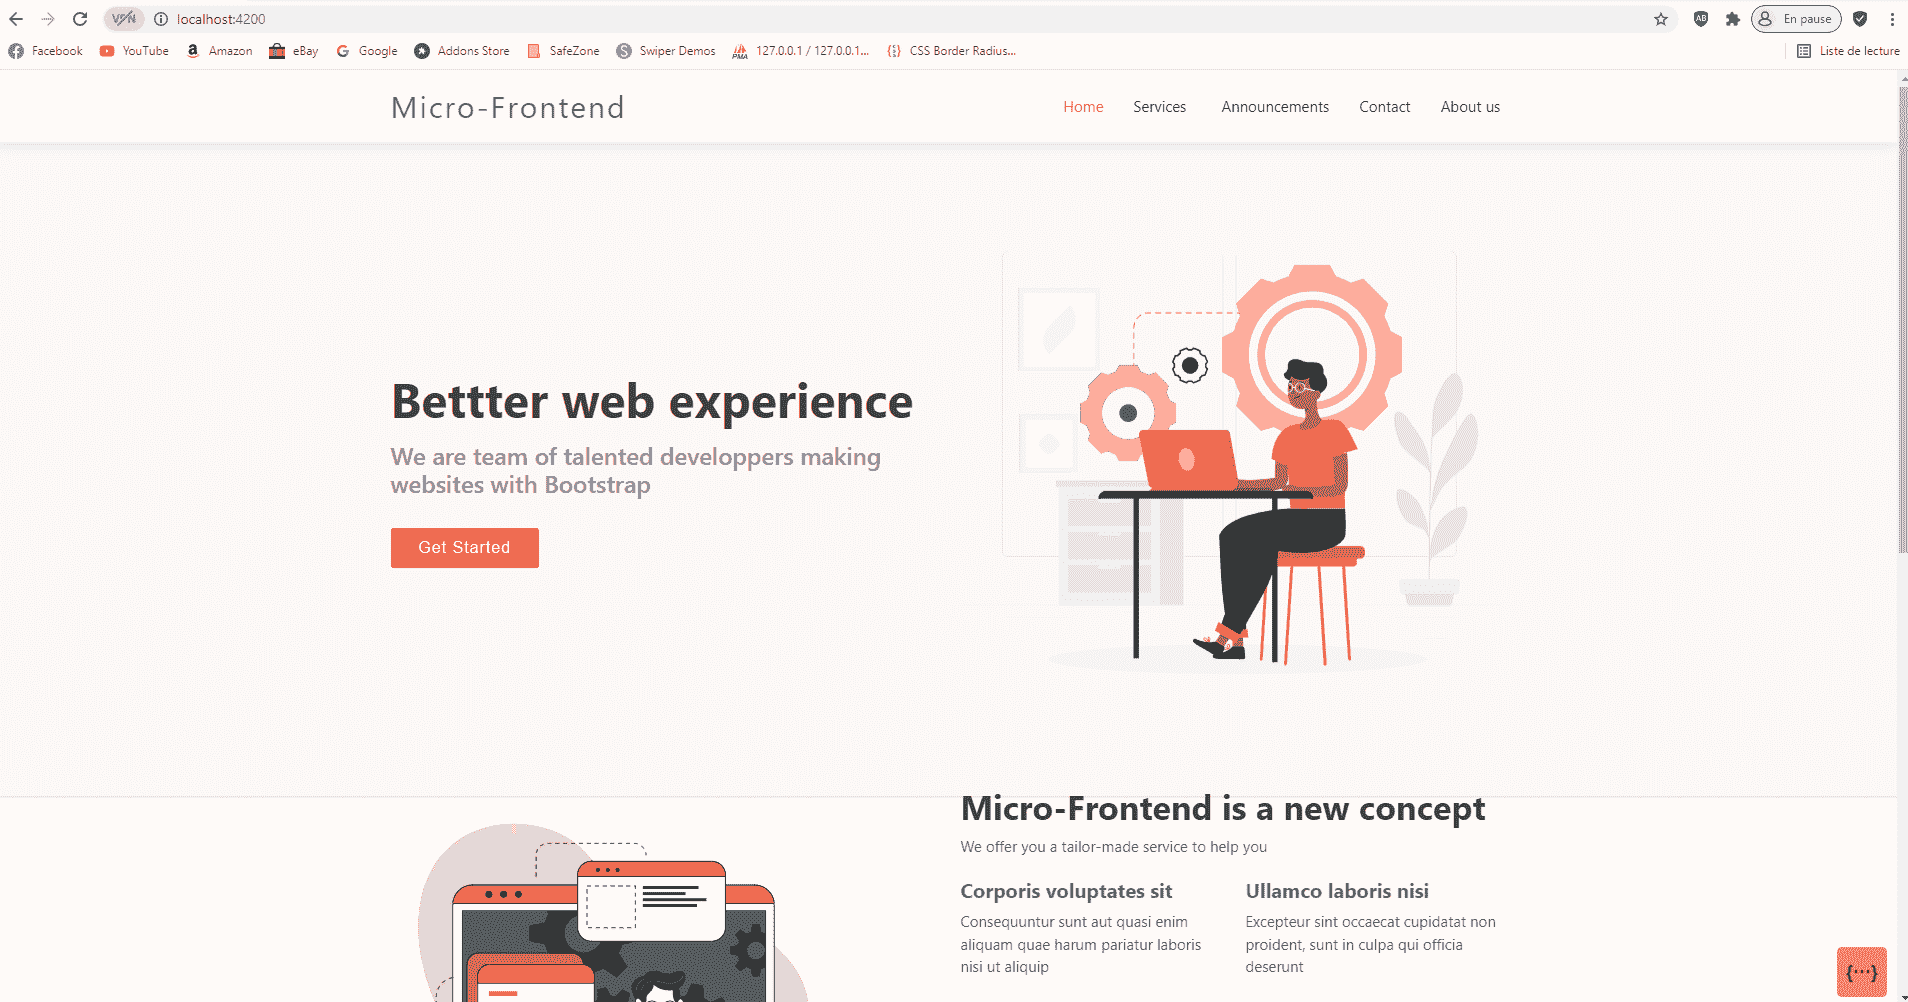 VPN localhost:4200 En pause
Facebook YouTube Amazon eBay Google Addons Store SafeZone Swiper Demos PMA 127.0.0.1 / 127.0.0.1... CSS Border Radius... Liste de lecture
Micro-Frontend Home Services Announcements Contact About us
Bettter web experience
We are team of talented developpers making
websites with Bootstrap
Get Started
Micro-Frontend is a new concept
We offer you a tailor-made service to help you
Corporis voluptates sit
Consequuntur sunt aut quasi enim
aliquam quae harum pariatur laboris
nisi ut aliquip
Ullamco laboris nisi
Excepteur sint occaecat cupidatat non
proident, sunt in culpa qui officia
deserunt
{...}